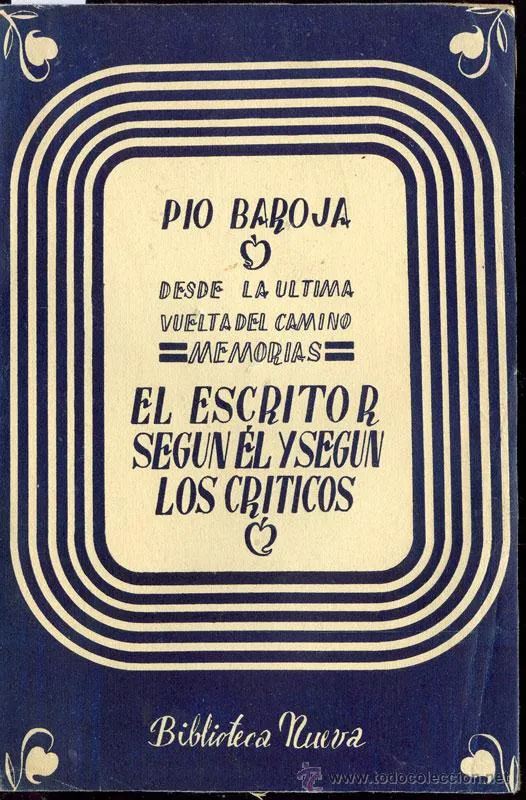 PIO BAROJA
DESDE LA ULTIMA
VUELTA DEL CAMINO
MEMORIAS
EL ESCRITOR
SEGUN ÉL Y SEGUN
LOS CRITICOS
Biblioteca Nueva
www.todocoleccion.net